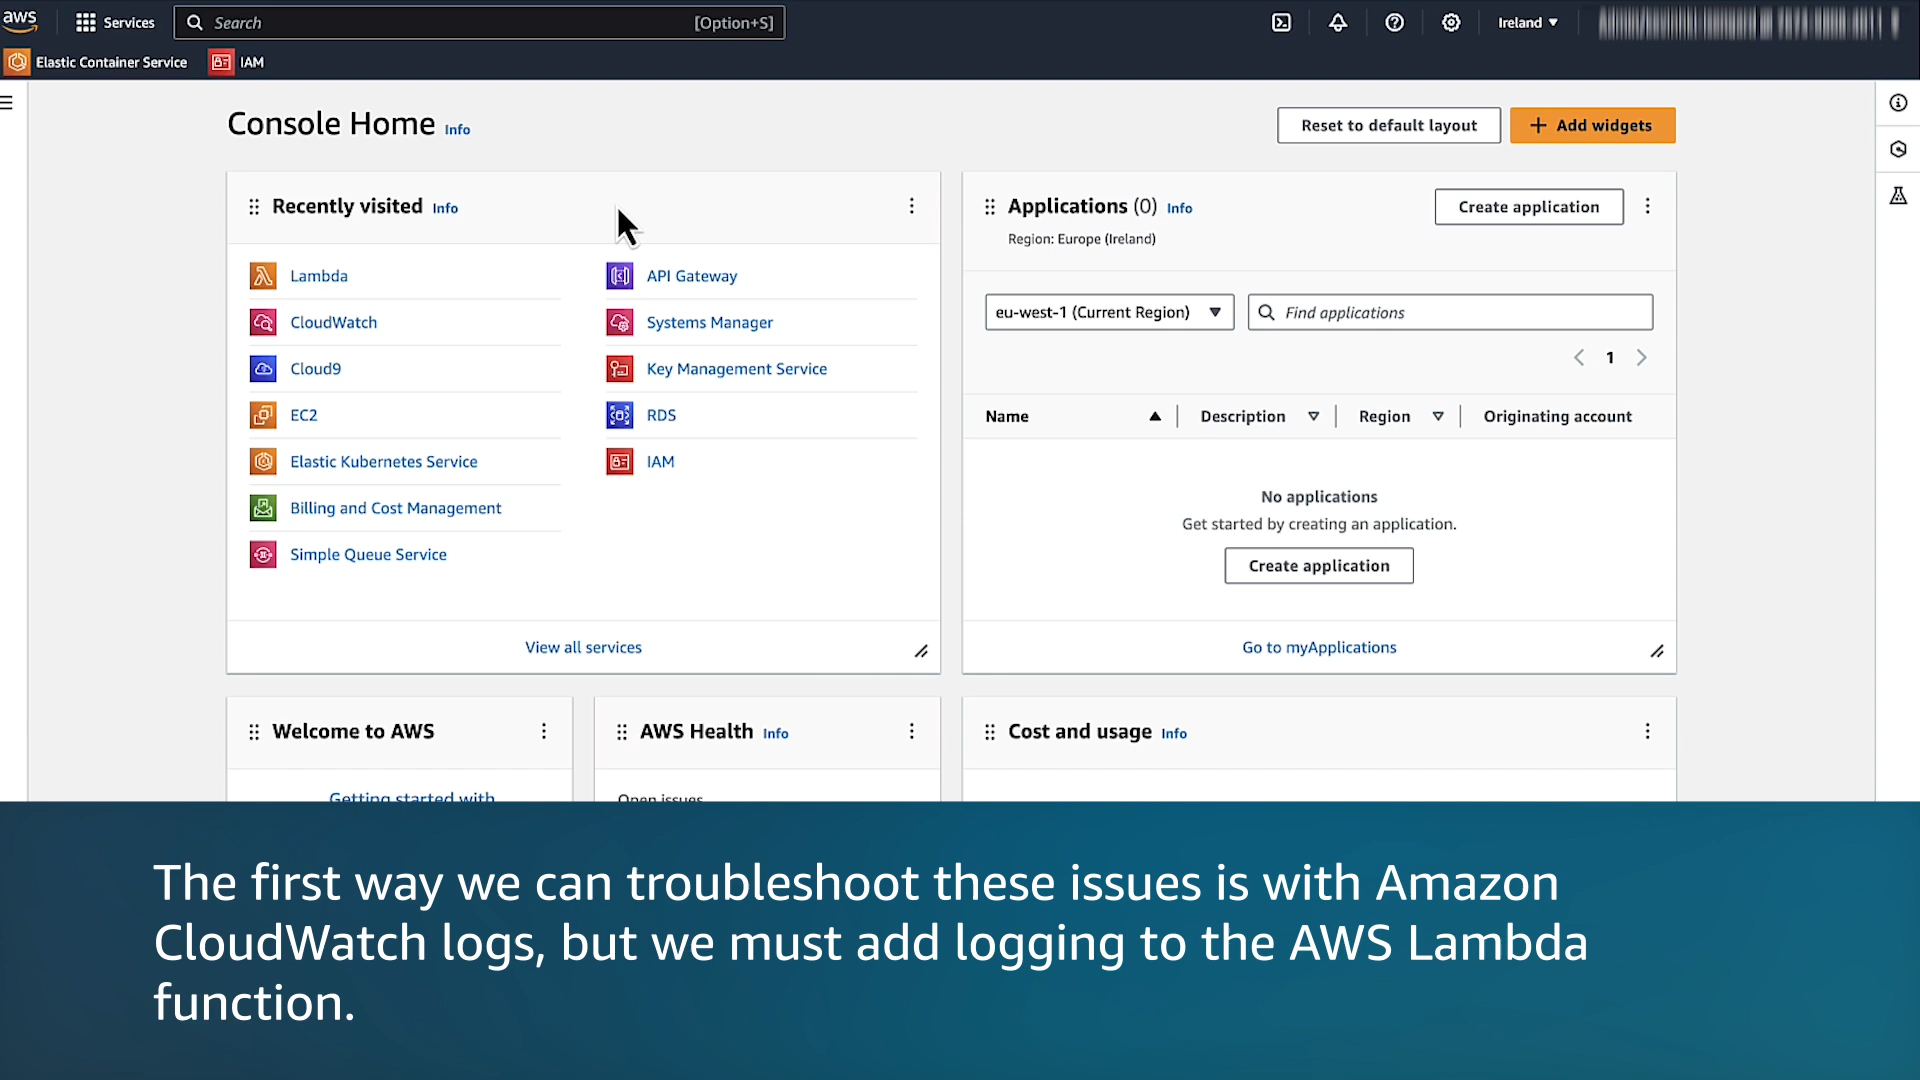 aws
Services
Search
[Option+S]
Ireland
Elastic Container Service
IAM
Console Home Info
Reset to default layout
Add widgets
Recently visited Info
Lambda
CloudWatch
Cloud9
EC2
Elastic Kubernetes Service
Billing and Cost Management
Simple Queue Service
API Gateway
Systems Manager
Key Management Service
RDS
IAM
View all services
Applications (0) Info
Region: Europe (Ireland)
Create application
eu-west-1 (Current Region)
Find applications
1
Name
Description
Region
Originating account
No applications
Get started by creating an application.
Create application
Go to myApplications
Welcome to AWS
Getting started with
AWS Health Info
Open issues
Cost and usage Info
The first way we can troubleshoot these issues is with Amazon
CloudWatch logs, but we must add logging to the AWS Lambda
function.